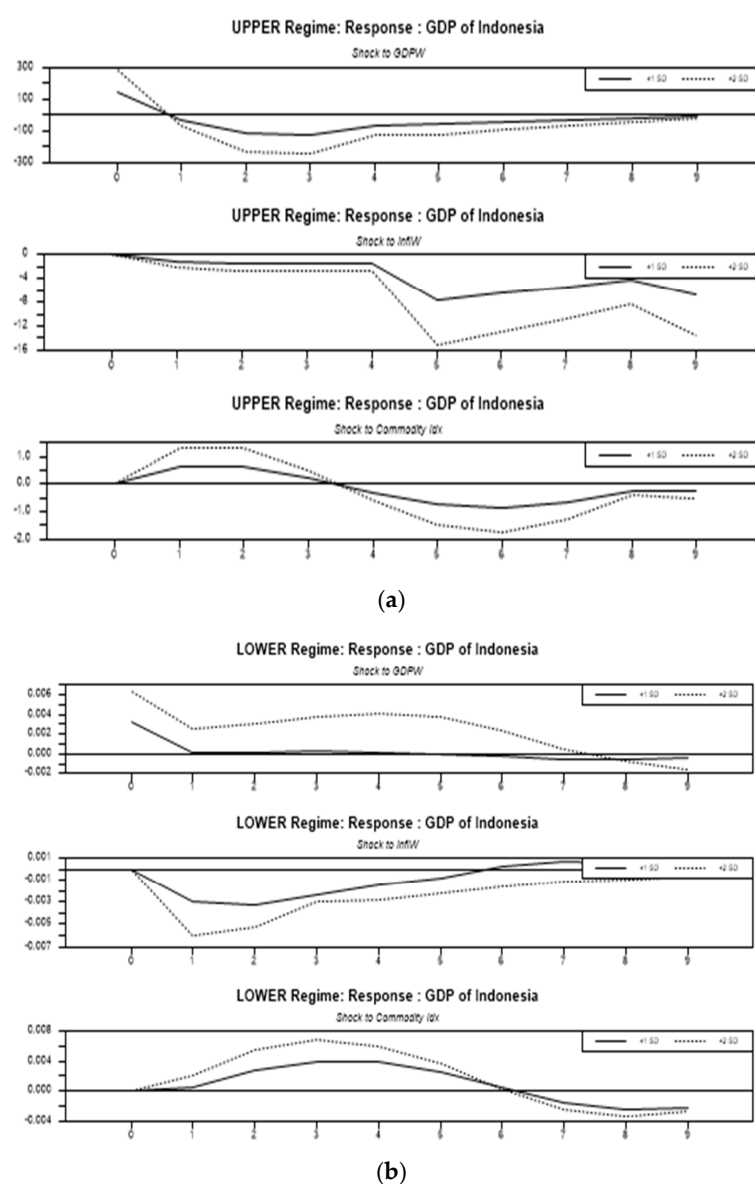 UPPER Regime: Response : GDP of Indonesia
Shock to GDPW
+1 SD +2 SD
300
100
-100
-300
0 1 2 3 4 5 6 7 8 9
UPPER Regime: Response : GDP of Indonesia
Shock to InflW
+1 SD +2 SD
0
-4
-8
-12
-16
0 1 2 3 4 5 6 7 8 9
UPPER Regime: Response : GDP of Indonesia
Shock to Commodity Idx
+1 SD +2 SD
1.0
0.0
-1.0
-2.0
0 1 2 3 4 5 6 7 8 9
(a)
LOWER Regime: Response : GDP of Indonesia
Shock to GDPW
+1 SD +2 SD
0.006
0.004
0.002
0.000
-0.002
0 1 2 3 4 5 6 7 8 9
LOWER Regime: Response : GDP of Indonesia
Shock to InflW
+1 SD +2 SD
0.001
-0.001
-0.003
-0.005
-0.007
0 1 2 3 4 5 6 7 8 9
LOWER Regime: Response : GDP of Indonesia
Shock to Commodity Idx
+1 SD +2 SD
0.008
0.004
0.000
-0.004
0 1 2 3 4 5 6 7 8 9
(b)